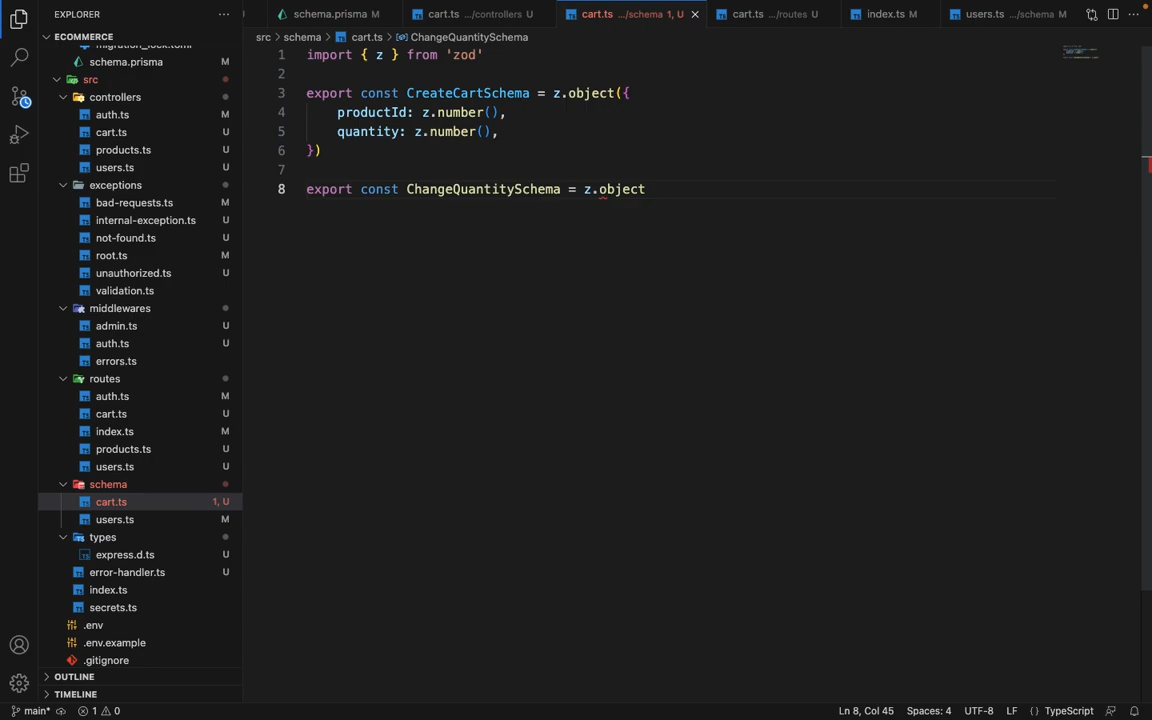 EXPLORER
schema.prisma M
cart.ts .../controllers U
cart.ts .../schema 1, U
cart.ts .../routes U
index.ts M
users.ts .../schema M
ECOMMERCE
src > schema > cart.ts > ChangeQuantitySchema
migration_lock.toml
schema.prisma M
src
controllers
auth.ts M
cart.ts U
products.ts U
users.ts U
exceptions
bad-requests.ts M
internal-exception.ts U
not-found.ts U
root.ts M
unauthorized.ts U
validation.ts U
middlewares
admin.ts U
auth.ts U
errors.ts
routes
auth.ts M
cart.ts U
index.ts M
products.ts U
users.ts U
schema
cart.ts 1, U
users.ts M
types
express.d.ts U
error-handler.ts U
index.ts
secrets.ts
.env
.env.example
.gitignore
OUTLINE
TIMELINE
1 import { z } from 'zod'
2
3 export const CreateCartSchema = z.object({
4 productId: z.number(),
5 quantity: z.number(),
6 })
7
8 export const ChangeQuantitySchema = z.object
main* 1 0 Ln 8, Col 45 Spaces: 4 UTF-8 LF { } TypeScript